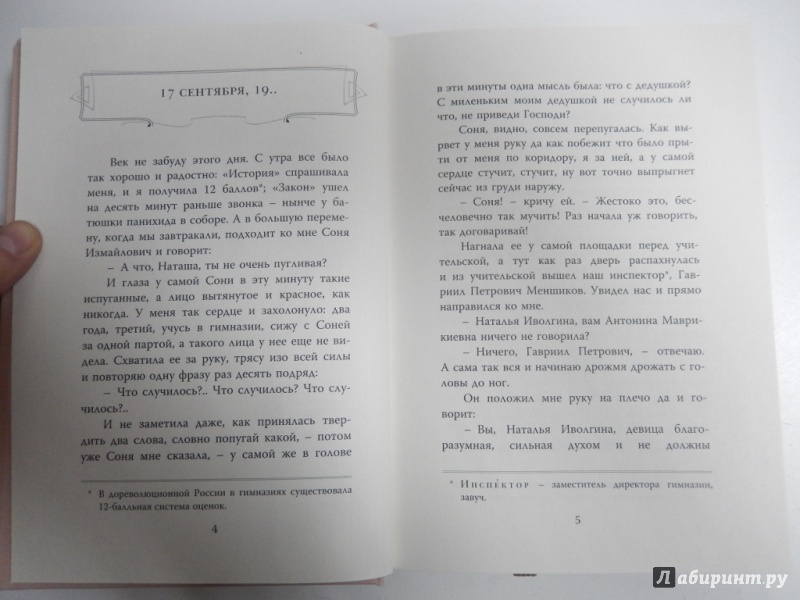 17 СЕНТЯБРЯ, 19..
Век не забуду этого дня. С утра все было
так хорошо и радостно: «История» спрашивала
меня, и я получила 12 баллов*; «Закон» ушел
на десять минут раньше звонка – нынче у ба-
тюшки панихида в соборе. А в большую переме-
ну, когда мы завтракали, подходит ко мне Соня
Измайлович и говорит:
– А что, Наташа, ты не очень пугливая?
И глаза у самой Сони в эту минуту такие
испуганные, а лицо вытянутое и красное, как
никогда. У меня так сердце и захолонуло: два
года, третий, учусь в гимназии, сижу с Соней
за одной партой, а такого лица у нее еще не ви-
дела. Схватила ее за руку, трясу изо всей силы
и повторяю одну фразу раз десять подряд:
– Что случилось?.. Что случилось? Что слу-
чилось?..
И не заметила даже, как принялась твер-
дить два слова, словно попугай какой, – потом
уже Соня мне сказала, – у самой же в голове
* В дореволюционной России в гимназиях существовала
12-балльная система оценок.
4
в эти минуты одна мысль была: что с дедушкой?
С миленьким моим дедушкой не случилось ли
что, не приведи Господи?
Соня, видно, совсем перепугалась. Как вы-
рвет у меня руку да как побежит что было пры-
ти от меня по коридору, я за ней, а у самой
сердце стучит, стучит, ну вот точно выпрыгнет
сейчас из груди наружу.
– Соня! – кричу ей. – Жестоко это, бес-
человечно так мучить! Раз начала уж говорить,
так договаривай!
Нагнала ее у самой площадки перед учи-
тельской, а тут как раз дверь распахнулась
и из учительской вышел наш инспектор*, Гав-
риил Петрович Меншиков. Увидел нас и прямо
направился ко мне.
– Наталья Иволгина, вам Антонина Маври-
киевна ничего не говорила?
– Ничего, Гавриил Петрович, – отвечаю.
А сама так вся и начинаю дрожмя дрожать с го-
ловы до ног.
Он положил мне руку на плечо да и го-
ворит:
– Вы, Наталья Иволгина, девица благо-
разумная, сильная духом и не должны
* Инспе́ктор – заместитель директора гимназии,
завуч.
5
Лабиринт.ру